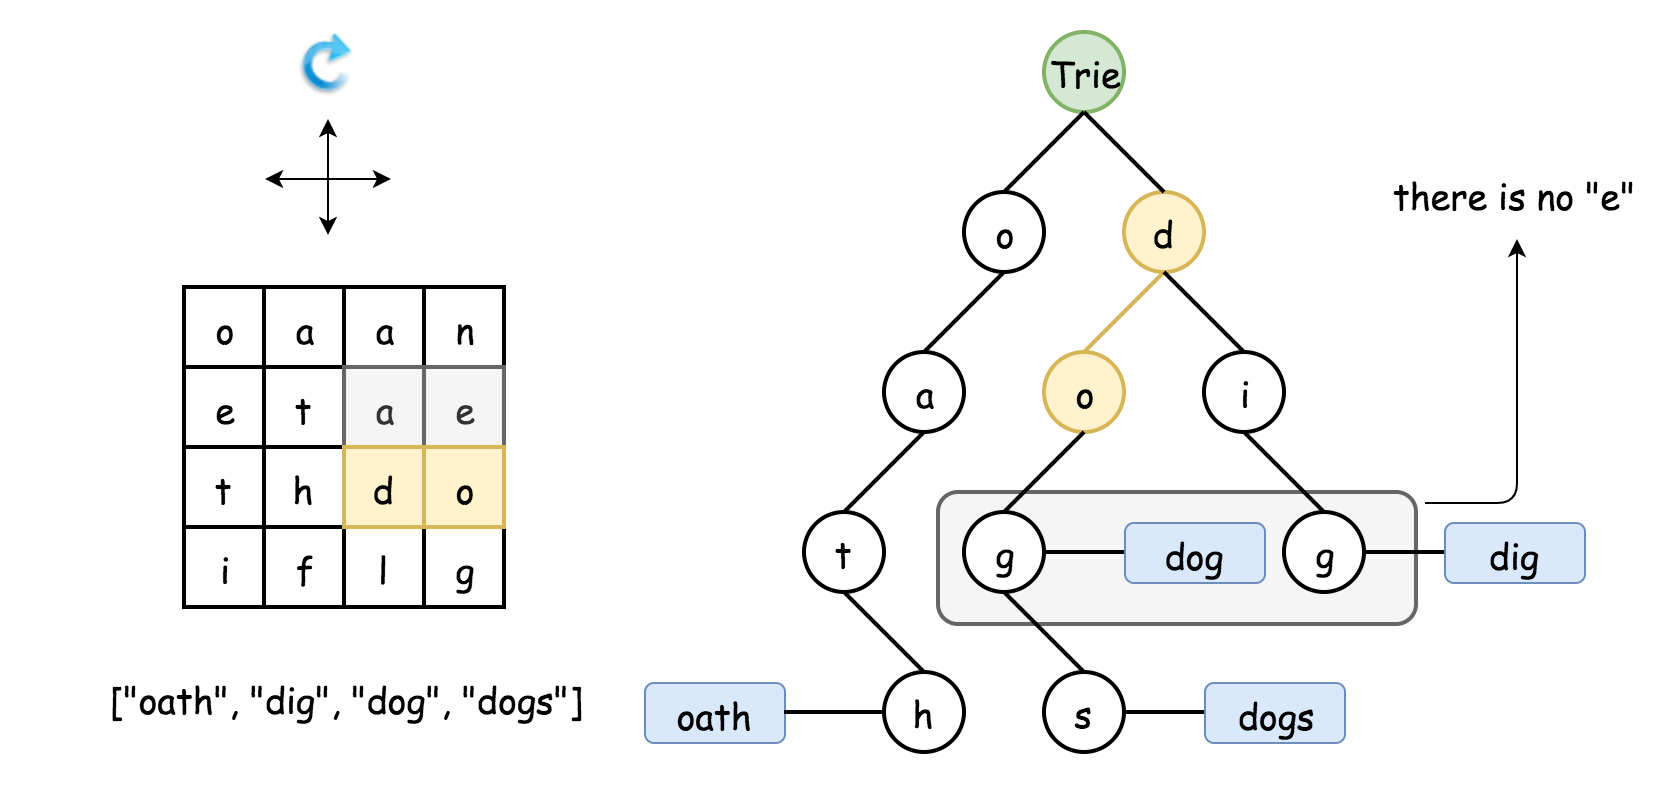 Trie
there is no "e"
o d
o a a n
e t a e
a o i
t h d o
i f l g
t g dog g dig
["oath", "dig", "dog", "dogs"]
oath h s dogs